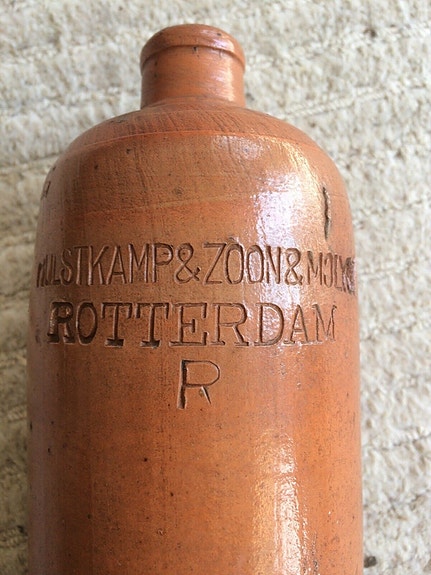 HULSTKAMP & ZOON & MOLYN
ROTTERDAM
R